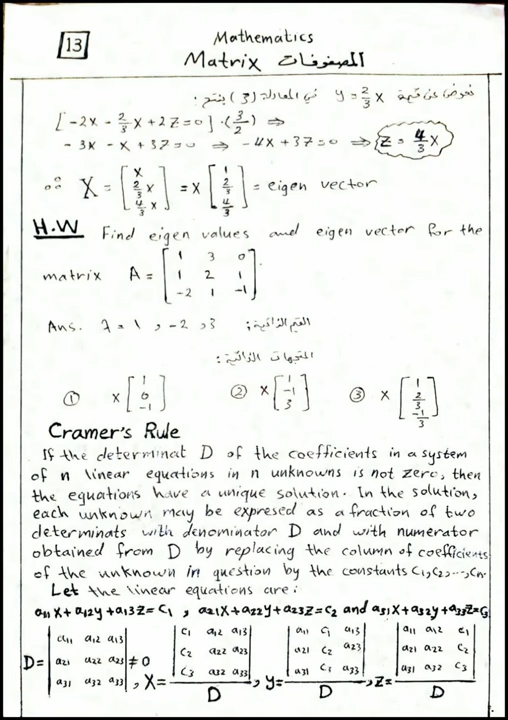 13
Mathematics
Matrix المصفوفات
نعوض عن قيمة y = 2/3 x في المعادلة (3) ينتج :
[-2x - 2/3 x + 2z = 0] · (3/2) ⇒
-3x - x + 3z = 0 ⇒ -4x + 3z = 0 ⇒ z = 4/3 x
∴ X = [x, 2/3 x, 4/3 x] = x [1, 2/3, 4/3] = eigen vector
H.W Find eigen values and eigen vector for the
matrix A = [1 3 0; 1 2 1; -2 1 -1].
Ans. λ = 1, -2, 3 القيم الذاتية ;
المتجهات الذاتية :
① x [1, 0, -1] ② x [1, -1, 3] ③ x [1, 2/3, -1/3]
Cramer's Rule
If the determinat D of the coefficients in a system
of n linear equations in n unknowns is not zero, then
the equations have a unique solution. In the solution,
each unknown may be expresed as a fraction of two
determinats with denominator D and with numerator
obtained from D by replacing the column of coefficients
of the unknown in question by the constants c1, c2, ..., cn.
Let the linear equations are :
a11x + a12y + a13z = c1 , a21x + a22y + a23z = c2 and a31x + a32y + a33z = c3
D = |a11 a12 a13; a21 a22 a23; a31 a32 a33| ≠ 0 , x = |c1 a12 a13; c2 a22 a23; c3 a32 a33| / D , y = |a11 c1 a13; a21 c2 a23; a31 c3 a33| / D , z = |a11 a12 c1; a21 a22 c2; a31 a32 c3| / D